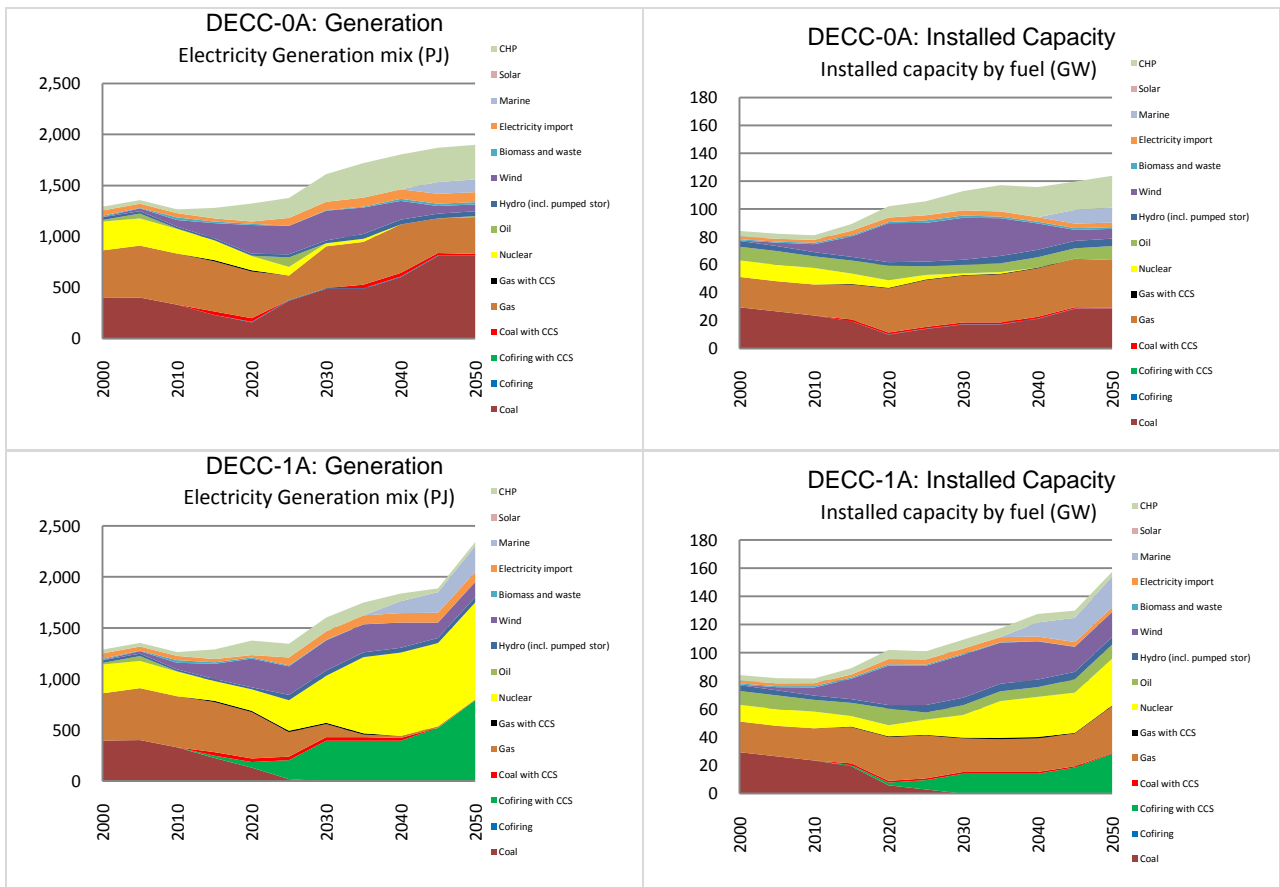 DECC-0A: Generation
Electricity Generation mix (PJ)
2,500
2,000
1,500
1,000
500
0
2000
2010
2020
2030
2040
2050
CHP
Solar
Marine
Electricity import
Biomass and waste
Wind
Hydro (incl. pumped stor)
Oil
Nuclear
Gas with CCS
Gas
Coal with CCS
Cofiring with CCS
Cofiring
Coal
DECC-0A: Installed Capacity
Installed capacity by fuel (GW)
180
160
140
120
100
80
60
40
20
0
2000
2010
2020
2030
2040
2050
CHP
Solar
Marine
Electricity import
Biomass and waste
Wind
Hydro (incl. pumped stor)
Oil
Nuclear
Gas with CCS
Gas
Coal with CCS
Cofiring with CCS
Cofiring
Coal
DECC-1A: Generation
Electricity Generation mix (PJ)
2,500
2,000
1,500
1,000
500
0
2000
2010
2020
2030
2040
2050
CHP
Solar
Marine
Electricity import
Biomass and waste
Wind
Hydro (incl. pumped stor)
Oil
Nuclear
Gas with CCS
Gas
Coal with CCS
Cofiring with CCS
Cofiring
Coal
DECC-1A: Installed Capacity
Installed capacity by fuel (GW)
180
160
140
120
100
80
60
40
20
0
2000
2010
2020
2030
2040
2050
CHP
Solar
Marine
Electricity import
Biomass and waste
Wind
Hydro (incl. pumped stor)
Oil
Nuclear
Gas with CCS
Gas
Coal with CCS
Cofiring with CCS
Cofiring
Coal